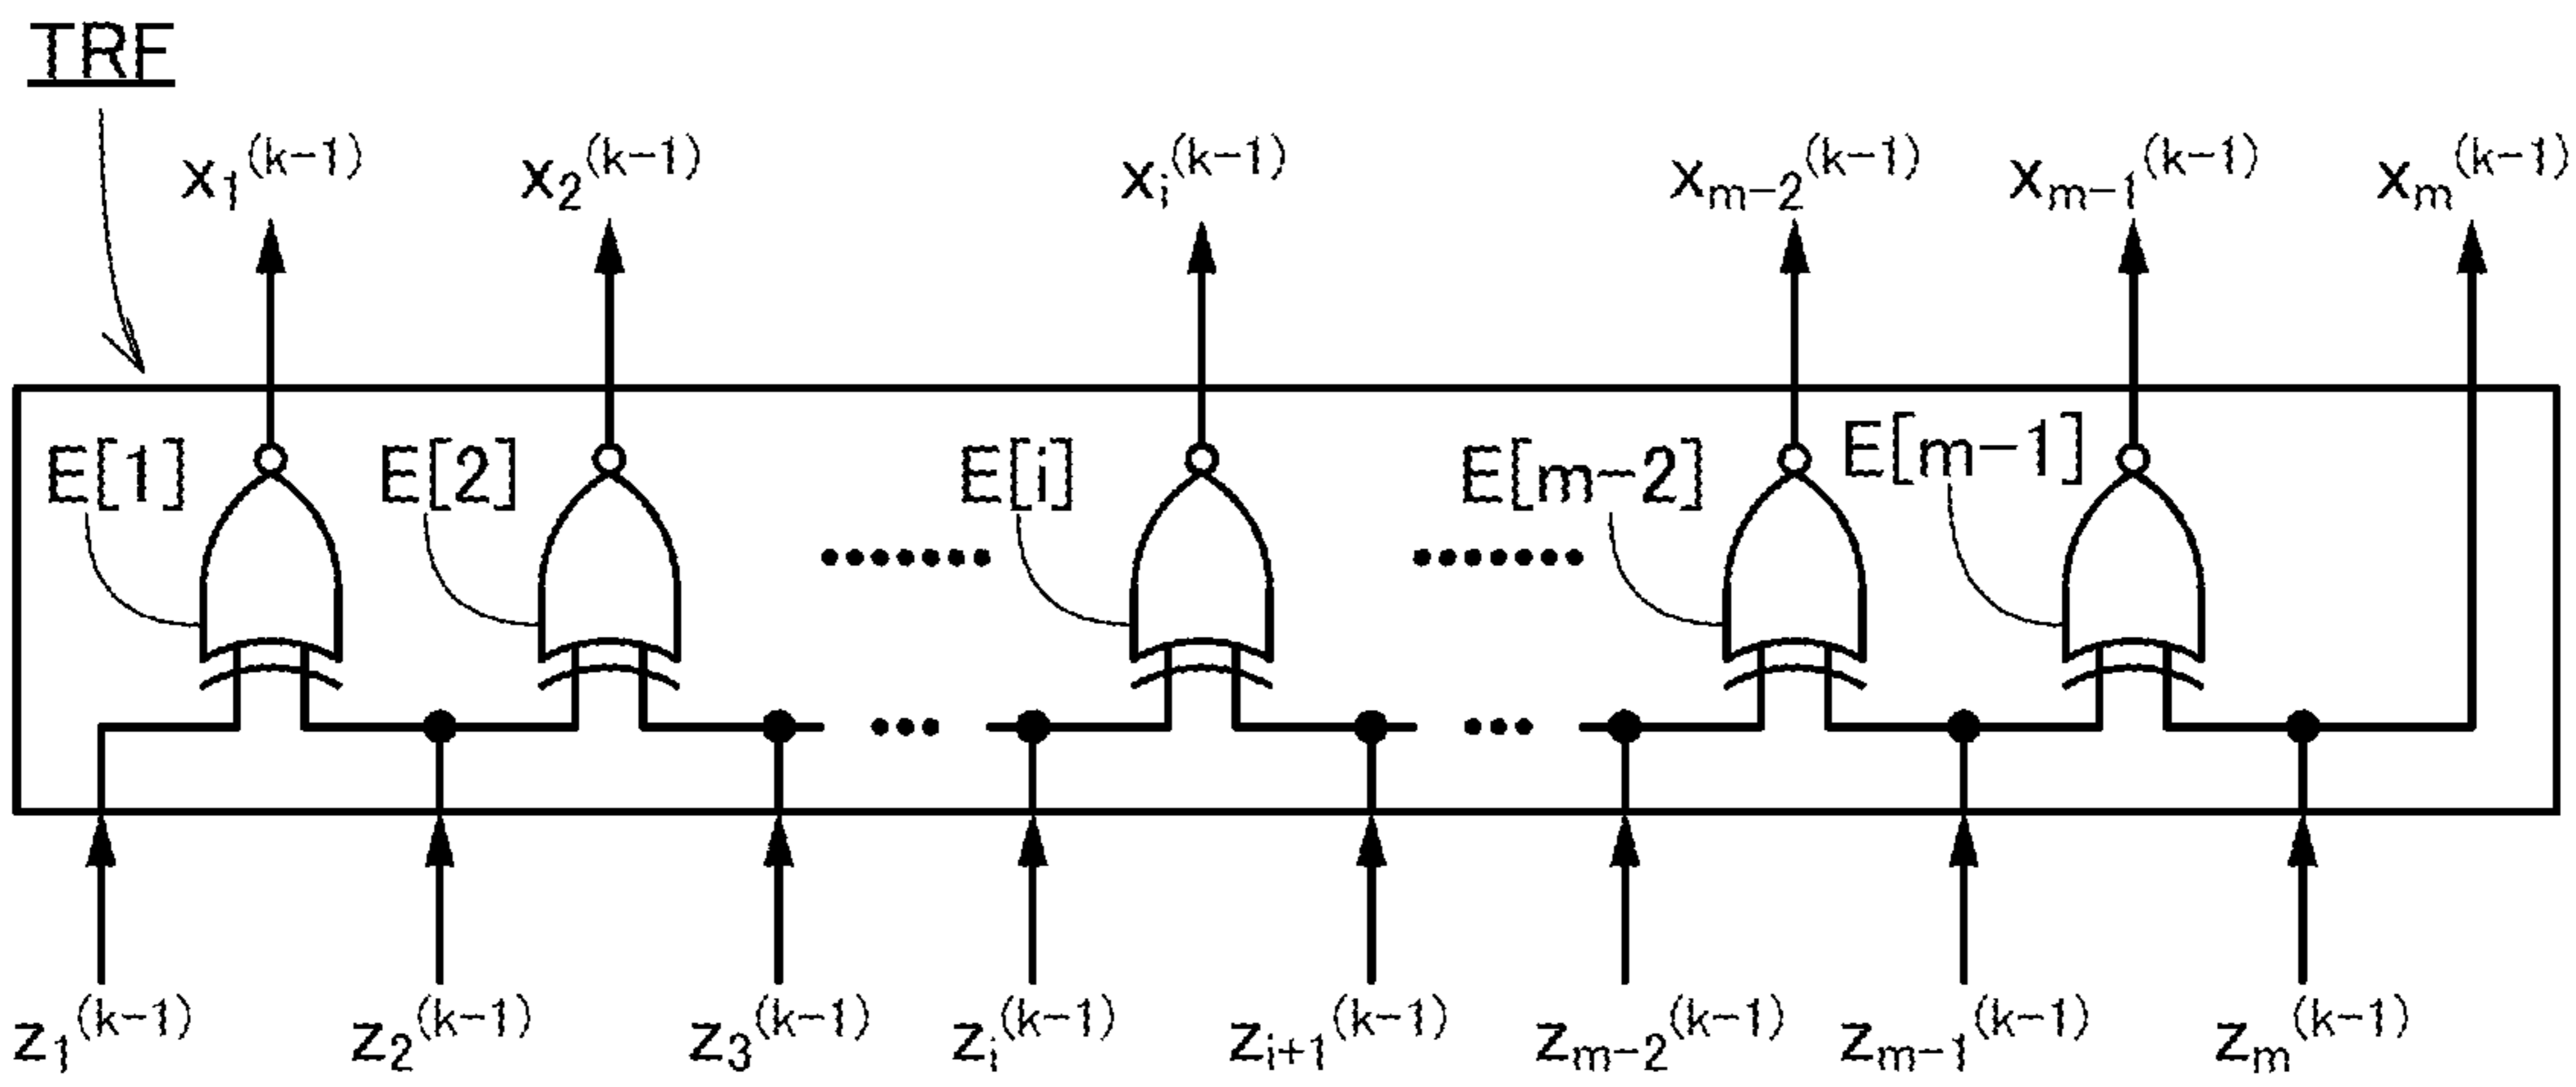 TRF
x₁⁽ᵏ⁻¹⁾ x₂⁽ᵏ⁻¹⁾ xᵢ⁽ᵏ⁻¹⁾ xₘ₋₂⁽ᵏ⁻¹⁾ xₘ₋₁⁽ᵏ⁻¹⁾ xₘ⁽ᵏ⁻¹⁾
E[1] E[2] E[i] E[m-2] E[m-1]
z₁⁽ᵏ⁻¹⁾ z₂⁽ᵏ⁻¹⁾ z₃⁽ᵏ⁻¹⁾ zᵢ⁽ᵏ⁻¹⁾ zᵢ₊₁⁽ᵏ⁻¹⁾ zₘ₋₂⁽ᵏ⁻¹⁾ zₘ₋₁⁽ᵏ⁻¹⁾ zₘ⁽ᵏ⁻¹⁾